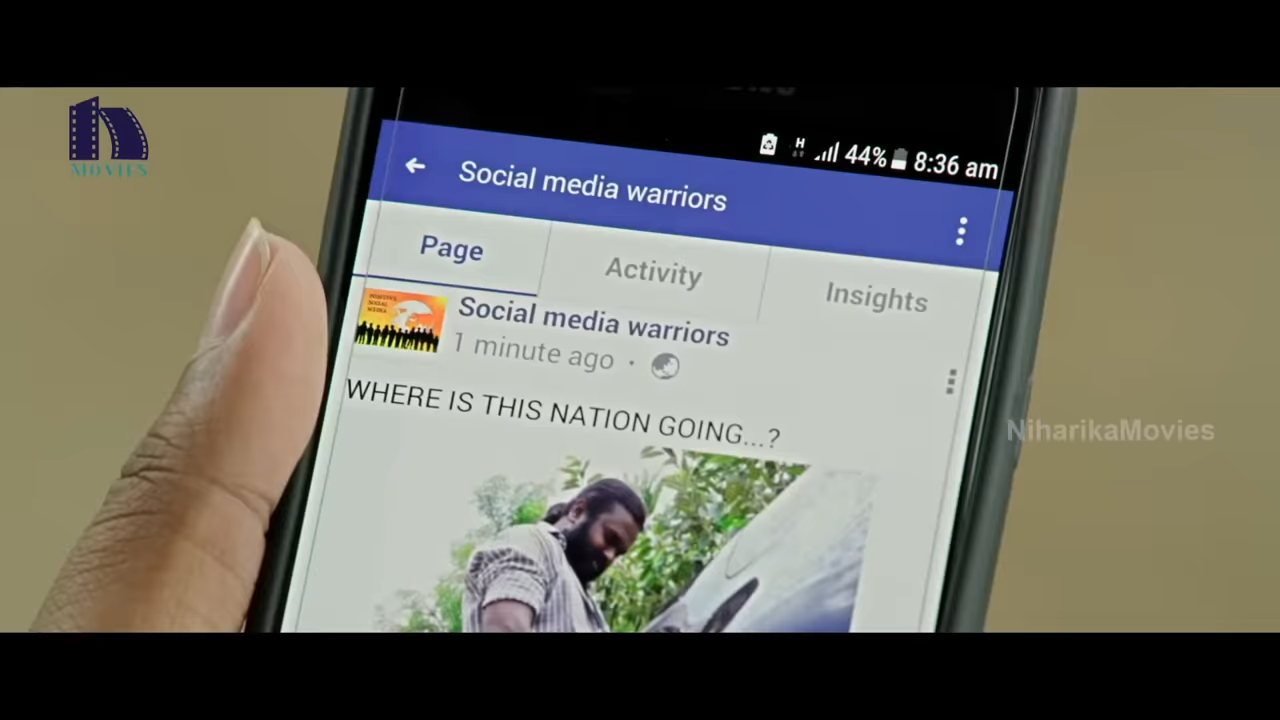 MOVIES
H
44%
8:36 am
Social media warriors
Page
Activity
Insights
Social media warriors
1 minute ago ·
WHERE IS THIS NATION GOING...?
NiharikaMovies